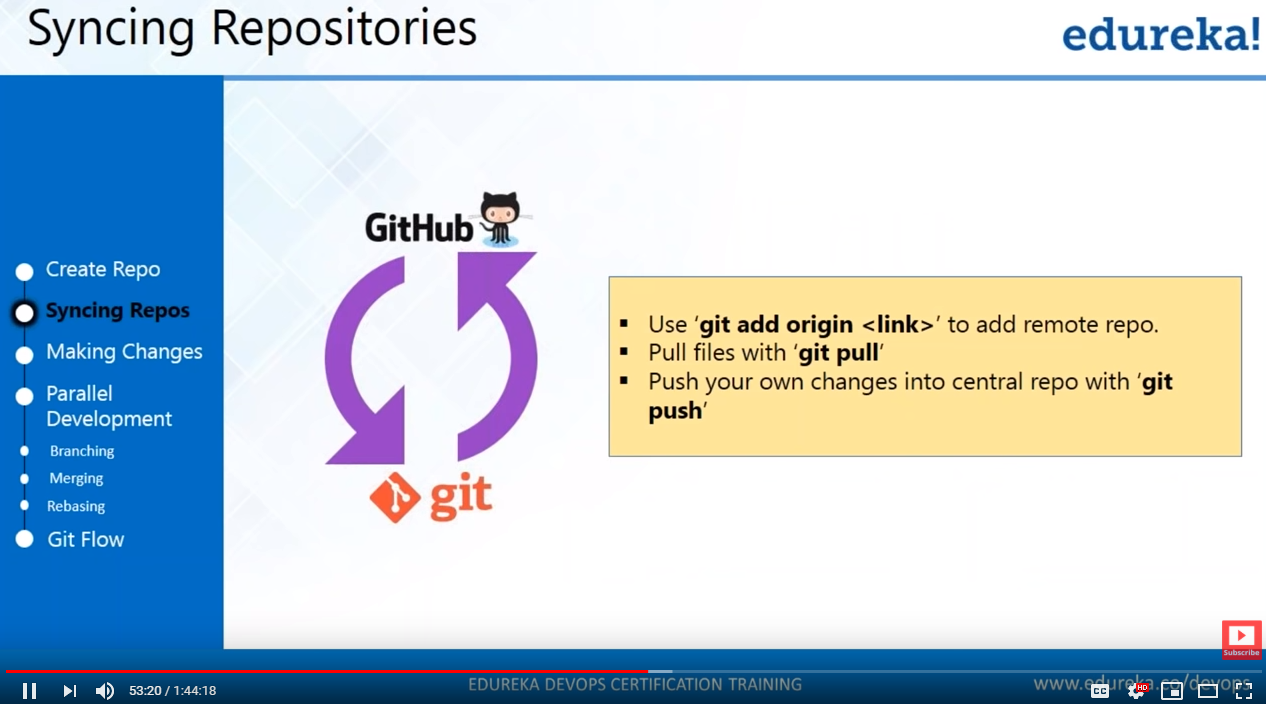 Syncing Repositories
edureka!
Create Repo
Syncing Repos
Making Changes
Parallel
Development
Branching
Merging
Rebasing
Git Flow
GitHub
git
▪ Use ‘git add origin <link>’ to add remote repo.
▪ Pull files with ‘git pull’
▪ Push your own changes into central repo with ‘git
push’
Subscribe
53:20 / 1:44:18
EDUREKA DEVOPS CERTIFICATION TRAINING
www.edureka.co/devops
CC
HD